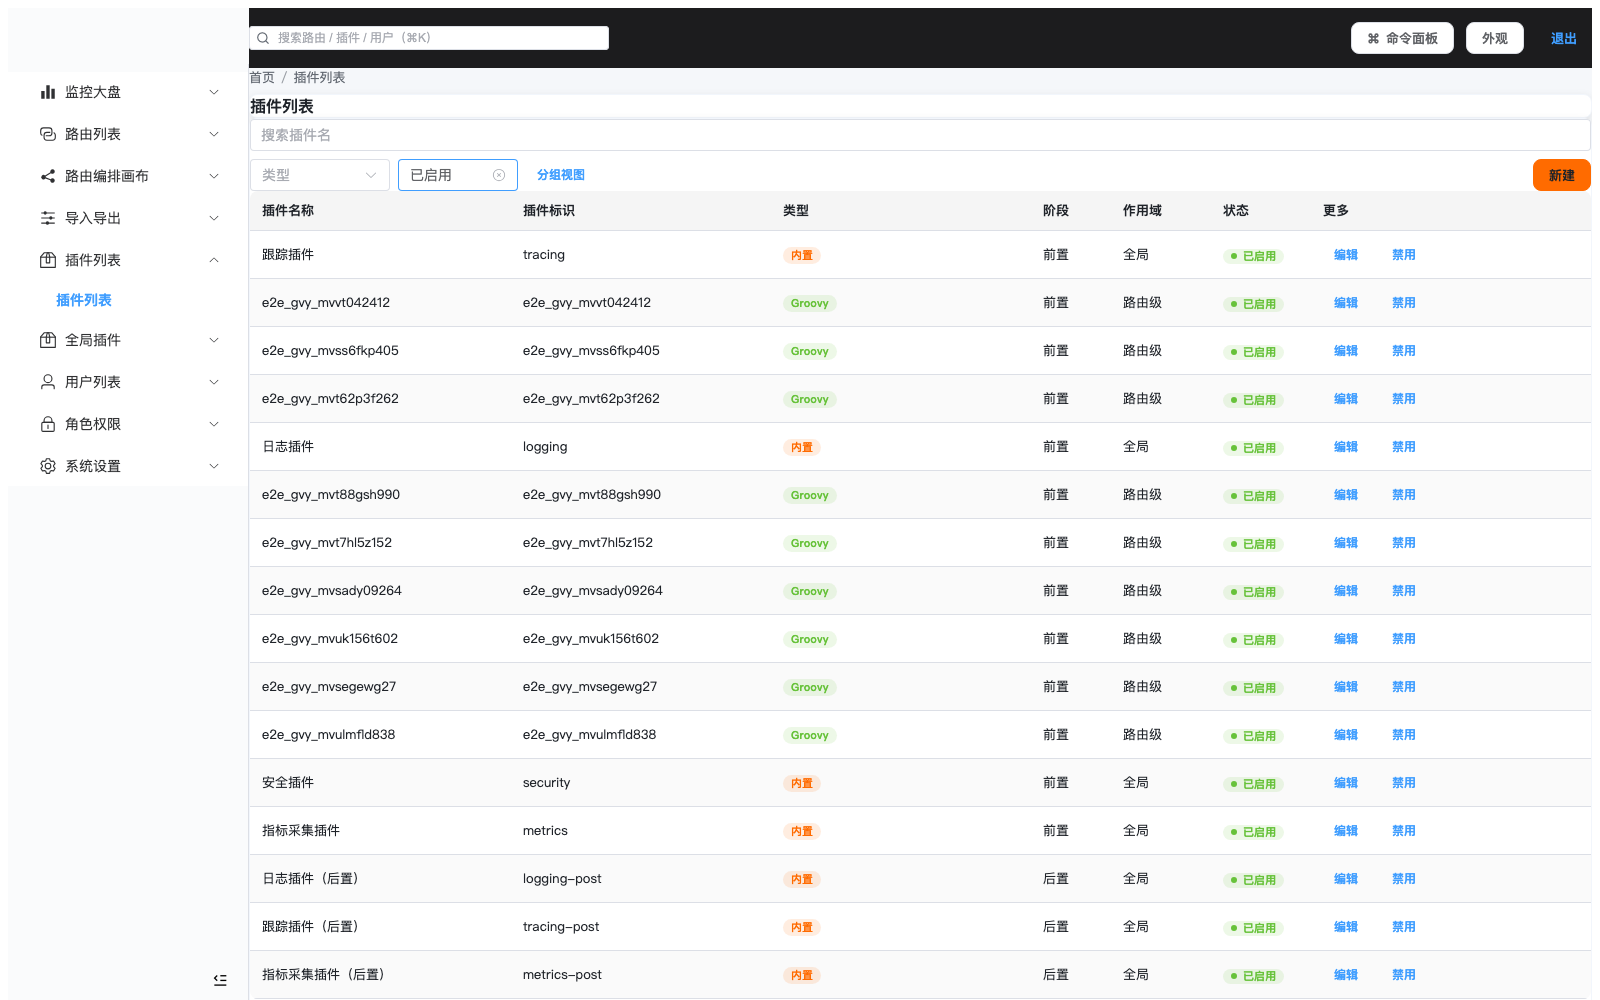 搜索路由 / 插件 / 用户（⌘K）
⌘ 命令面板
外观
退出
监控大盘
路由列表
路由编排画布
导入导出
插件列表
插件列表
全局插件
用户列表
角色权限
系统设置
首页 / 插件列表
插件列表
搜索插件名
类型
已启用
分组视图
新建
插件名称 插件标识 类型 阶段 作用域 状态 更多
跟踪插件 tracing 内置 前置 全局 已启用 编辑 禁用
e2e_gvy_mvvt042412 e2e_gvy_mvvt042412 Groovy 前置 路由级 已启用 编辑 禁用
e2e_gvy_mvss6fkp405 e2e_gvy_mvss6fkp405 Groovy 前置 路由级 已启用 编辑 禁用
e2e_gvy_mvt62p3f262 e2e_gvy_mvt62p3f262 Groovy 前置 路由级 已启用 编辑 禁用
日志插件 logging 内置 前置 全局 已启用 编辑 禁用
e2e_gvy_mvt88gsh990 e2e_gvy_mvt88gsh990 Groovy 前置 路由级 已启用 编辑 禁用
e2e_gvy_mvt7hl5z152 e2e_gvy_mvt7hl5z152 Groovy 前置 路由级 已启用 编辑 禁用
e2e_gvy_mvsady09264 e2e_gvy_mvsady09264 Groovy 前置 路由级 已启用 编辑 禁用
e2e_gvy_mvuk156t602 e2e_gvy_mvuk156t602 Groovy 前置 路由级 已启用 编辑 禁用
e2e_gvy_mvsegewg27 e2e_gvy_mvsegewg27 Groovy 前置 路由级 已启用 编辑 禁用
e2e_gvy_mvulmfld838 e2e_gvy_mvulmfld838 Groovy 前置 路由级 已启用 编辑 禁用
安全插件 security 内置 前置 全局 已启用 编辑 禁用
指标采集插件 metrics 内置 前置 全局 已启用 编辑 禁用
日志插件（后置） logging-post 内置 后置 全局 已启用 编辑 禁用
跟踪插件（后置） tracing-post 内置 后置 全局 已启用 编辑 禁用
指标采集插件（后置） metrics-post 内置 后置 全局 已启用 编辑 禁用